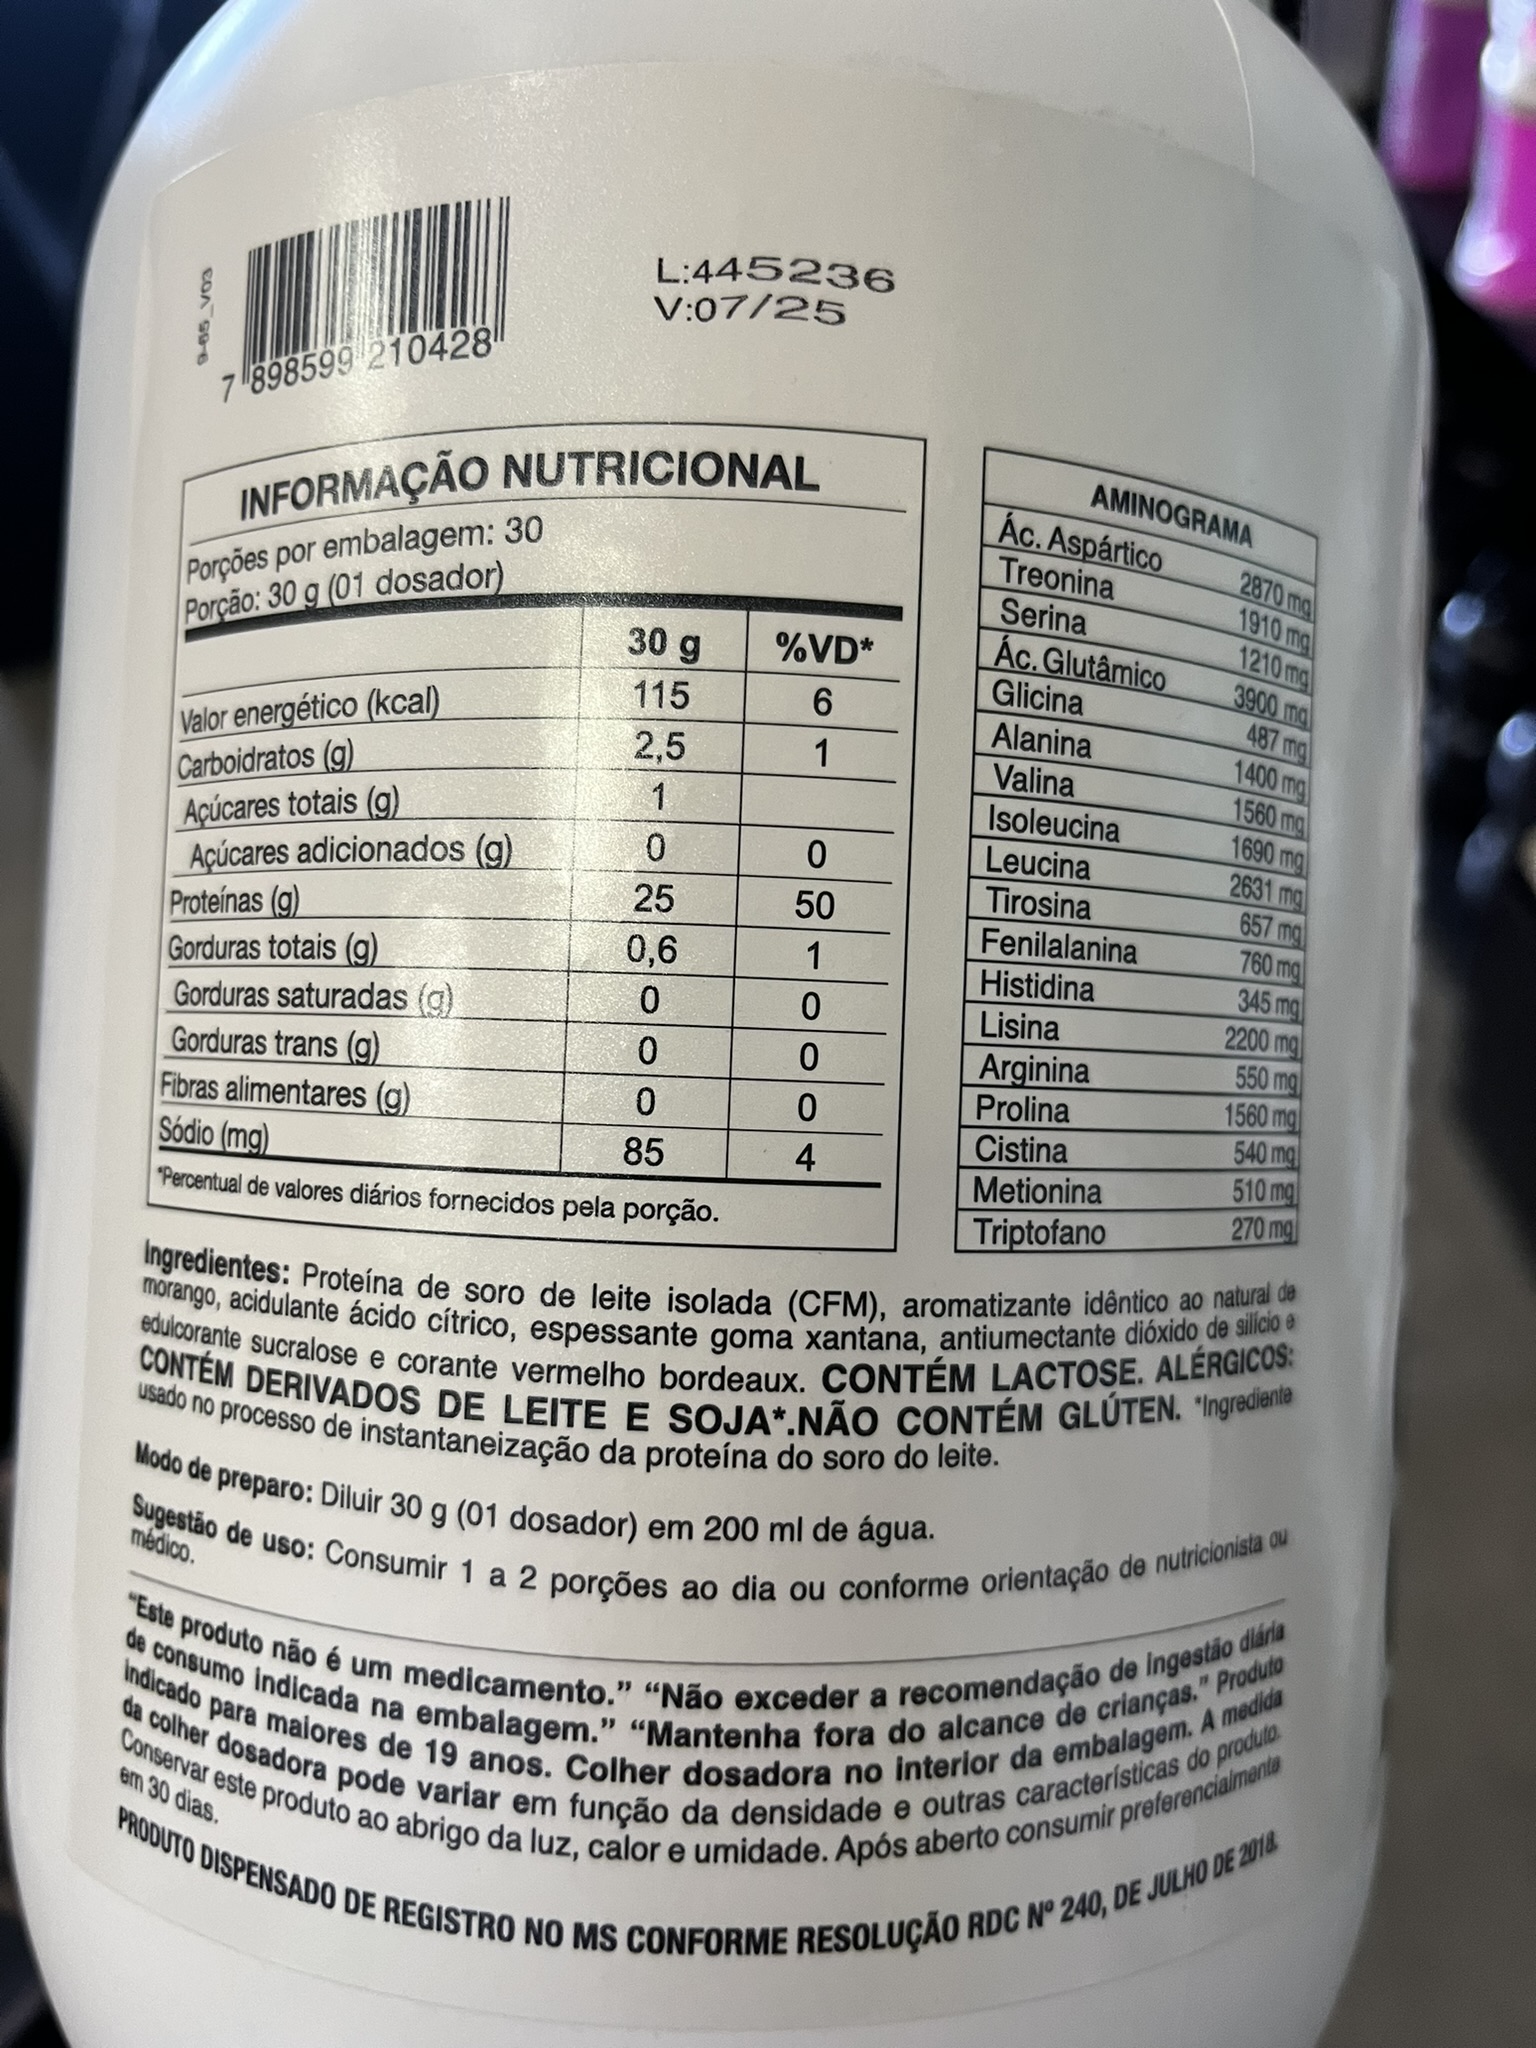 9-65_V03
7 898599 210428
L:445236
V:07/25
INFORMAÇÃO NUTRICIONAL
Porções por embalagem: 30
Porção: 30 g (01 dosador)
30 g %VD*
Valor energético (kcal) 115 6
Carboidratos (g) 2,5 1
Açúcares totais (g) 1
Açúcares adicionados (g) 0 0
Proteínas (g) 25 50
Gorduras totais (g) 0,6 1
Gorduras saturadas (g) 0 0
Gorduras trans (g) 0 0
Fibras alimentares (g) 0 0
Sódio (mg) 85 4
*Percentual de valores diários fornecidos pela porção.
AMINOGRAMA
Ác. Aspártico 2870 mg
Treonina 1910 mg
Serina 1210 mg
Ác. Glutâmico 3900 mg
Glicina 487 mg
Alanina 1400 mg
Valina 1560 mg
Isoleucina 1690 mg
Leucina 2631 mg
Tirosina 657 mg
Fenilalanina 760 mg
Histidina 345 mg
Lisina 2200 mg
Arginina 550 mg
Prolina 1560 mg
Cistina 540 mg
Metionina 510 mg
Triptofano 270 mg
Ingredientes: Proteína de soro de leite isolada (CFM), aromatizante idêntico ao natural de
morango, acidulante ácido cítrico, espessante goma xantana, antiumectante dióxido de silício e
edulcorante sucralose e corante vermelho bordeaux. CONTÉM LACTOSE. ALÉRGICOS:
CONTÉM DERIVADOS DE LEITE E SOJA*.NÃO CONTÉM GLÚTEN. *Ingrediente
usado no processo de instantaneização da proteína do soro do leite.
Modo de preparo: Diluir 30 g (01 dosador) em 200 ml de água.
Sugestão de uso: Consumir 1 a 2 porções ao dia ou conforme orientação de nutricionista ou
médico.
"Este produto não é um medicamento." "Não exceder a recomendação de ingestão diária
de consumo indicada na embalagem." "Mantenha fora do alcance de crianças." Produto
indicado para maiores de 19 anos. Colher dosadora no interior da embalagem. A medida
da colher dosadora pode variar em função da densidade e outras características do produto.
Conservar este produto ao abrigo da luz, calor e umidade. Após aberto consumir preferencialmente
em 30 dias.
PRODUTO DISPENSADO DE REGISTRO NO MS CONFORME RESOLUÇÃO RDC Nº 240, DE JULHO DE 2018.